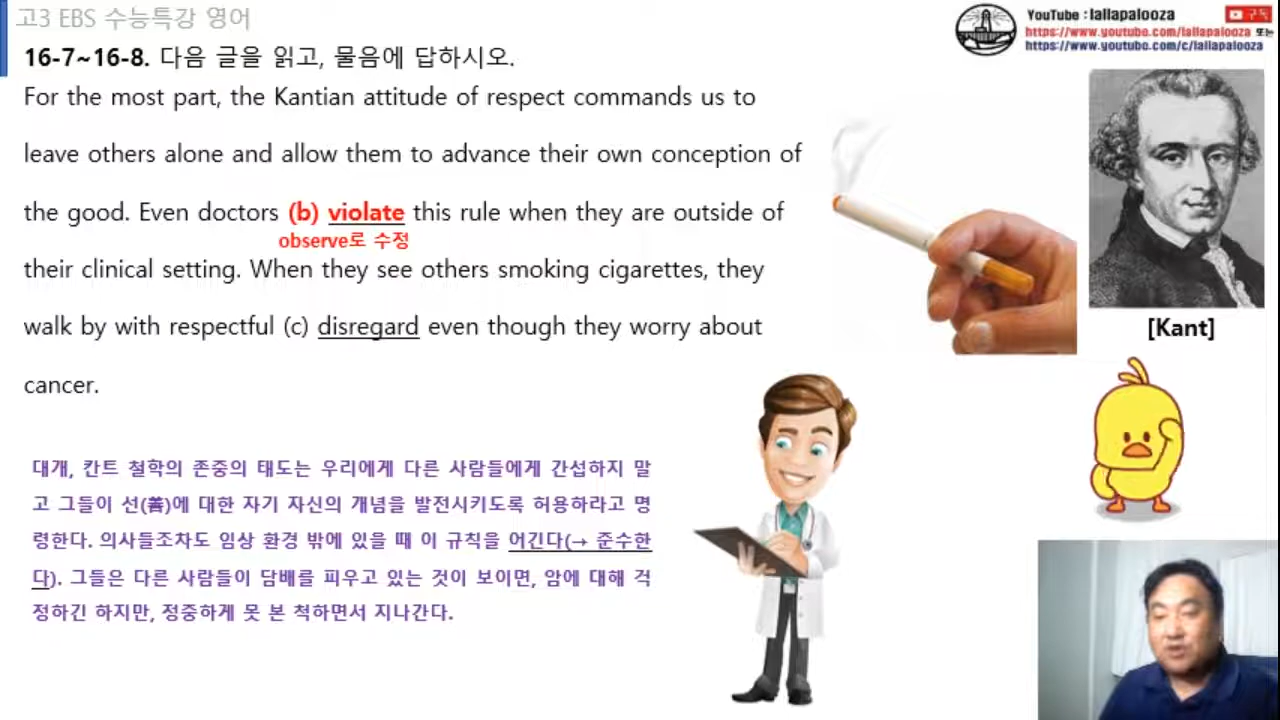 고3 EBS 수능특강 영어
YouTube : lallapalooza
구독
https://www.youtube.com/lallapalooza 또는
https://www.youtube.com/c/lallapalooza
16-7~16-8. 다음 글을 읽고, 물음에 답하시오.
For the most part, the Kantian attitude of respect commands us to
leave others alone and allow them to advance their own conception of
the good. Even doctors (b) violate this rule when they are outside of
observe로 수정
their clinical setting. When they see others smoking cigarettes, they
walk by with respectful (c) disregard even though they worry about
cancer.
[Kant]
대개, 칸트 철학의 존중의 태도는 우리에게 다른 사람들에게 간섭하지 말
고 그들이 선(善)에 대한 자기 자신의 개념을 발전시키도록 허용하라고 명
령한다. 의사들조차도 임상 환경 밖에 있을 때 이 규칙을 어긴다(→ 준수한
다). 그들은 다른 사람들이 담배를 피우고 있는 것이 보이면, 암에 대해 걱
정하긴 하지만, 정중하게 못 본 척하면서 지나간다.